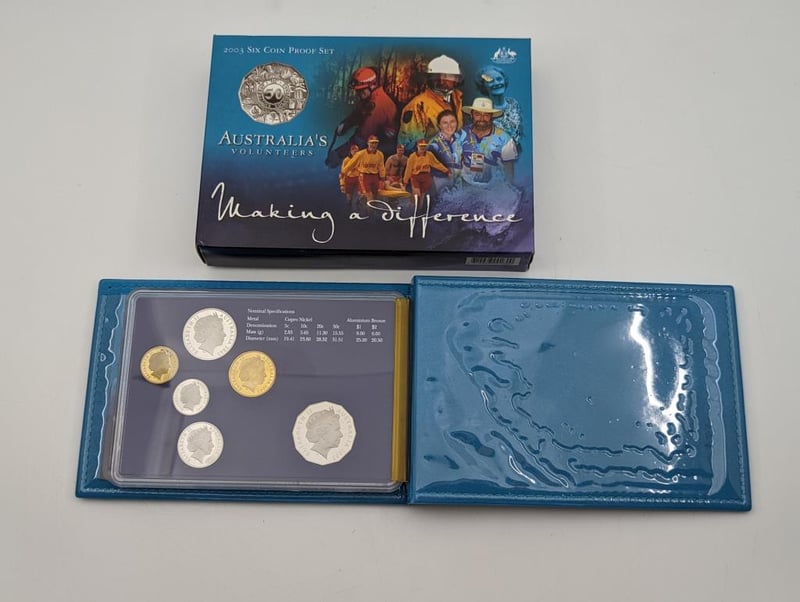 2003 SIX COIN PROOF SET
50
AUSTRALIA'S
VOLUNTEERS
Making a difference
Nominal Specifications
Metal Cupro Nickel Aluminium Bronze
Denomination 5c 10c 20c 50c $1 $2
Mass (g) 2.83 5.65 11.30 15.55 9.00 6.60
Diameter (mm) 19.41 23.60 28.52 31.51 25.00 20.50